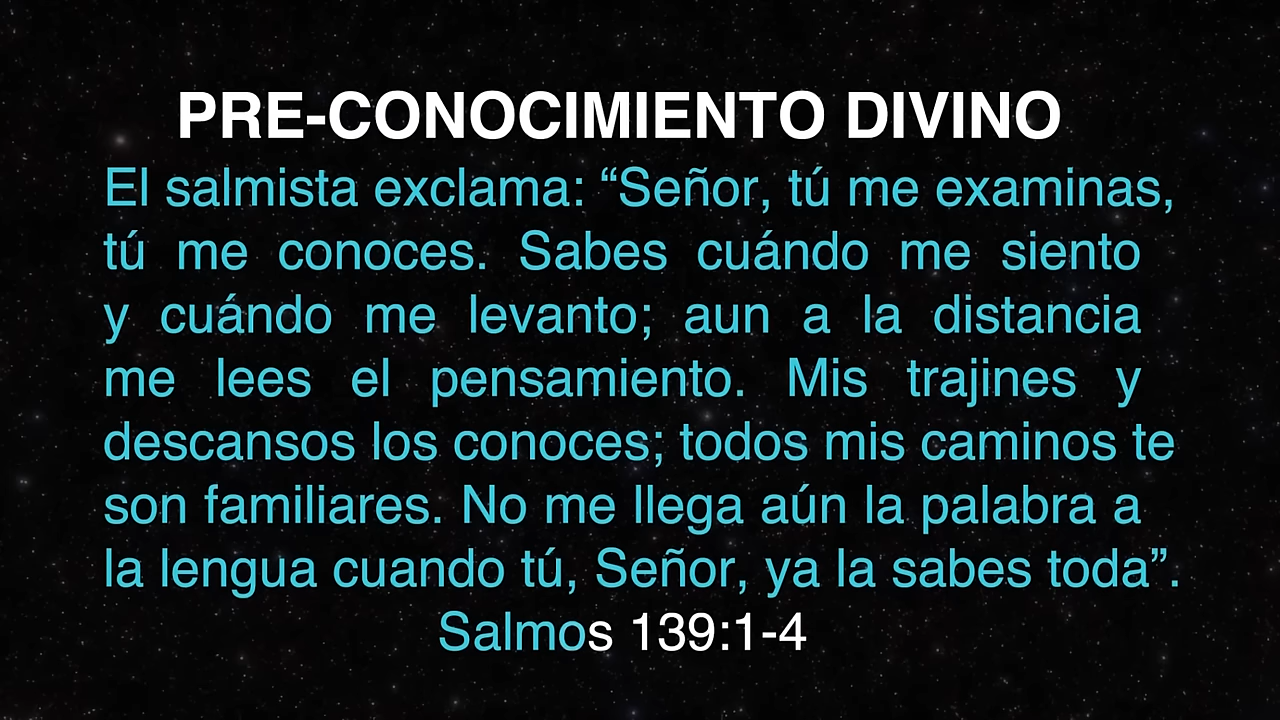 PRE-CONOCIMIENTO DIVINO
El salmista exclama: “Señor, tú me examinas,
tú me conoces. Sabes cuándo me siento
y cuándo me levanto; aun a la distancia
me lees el pensamiento. Mis trajines y
descansos los conoces; todos mis caminos te
son familiares. No me llega aún la palabra a
la lengua cuando tú, Señor, ya la sabes toda”.
Salmos 139:1-4